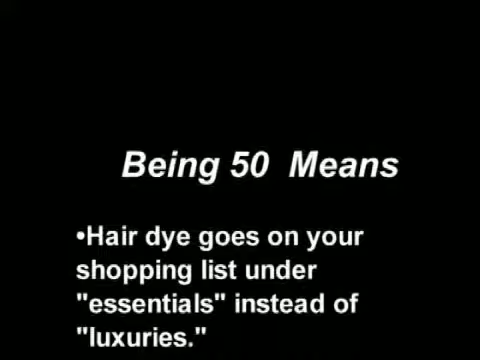 Being 50 Means
•Hair dye goes on your
shopping list under
"essentials" instead of
"luxuries."